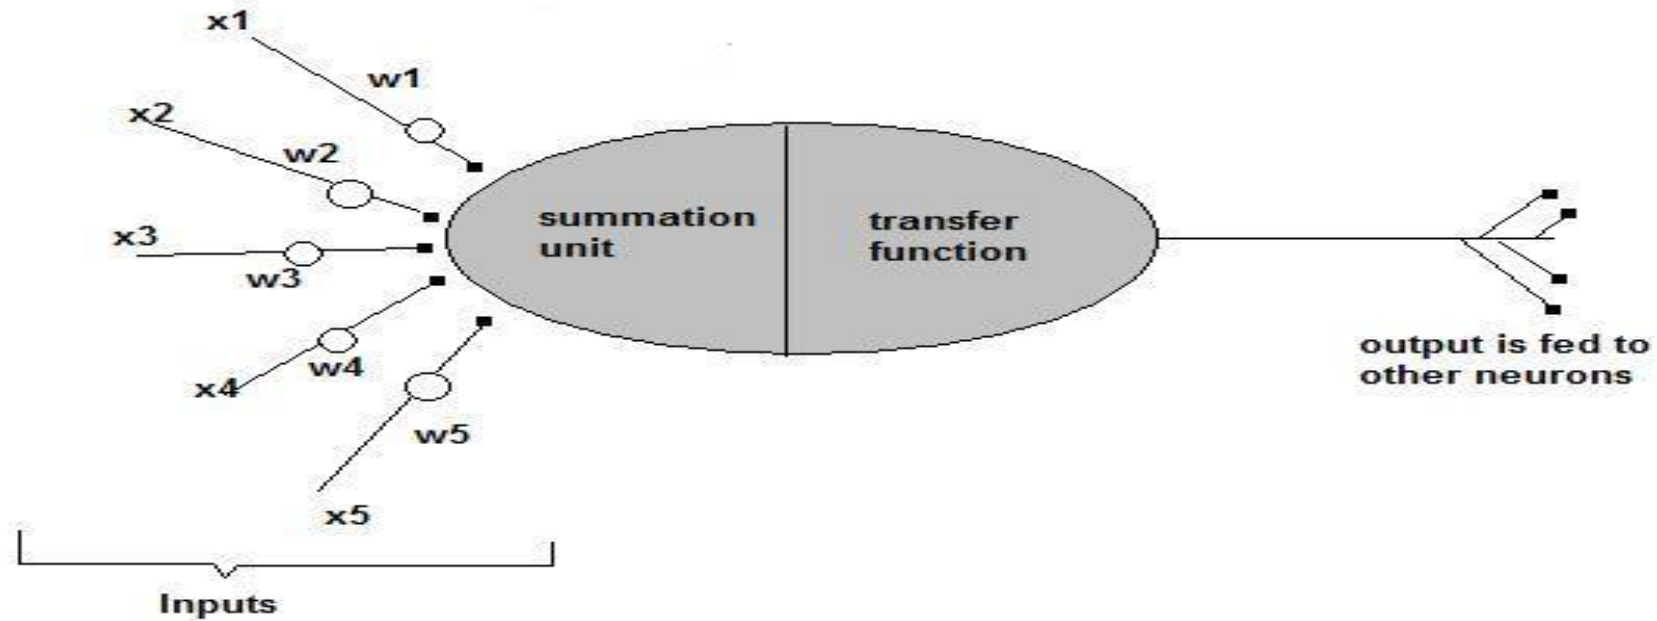 x1
w1
x2
w2
x3
w3
x4
w4
x5
w5
summation
unit
transfer
function
output is fed to
other neurons
Inputs